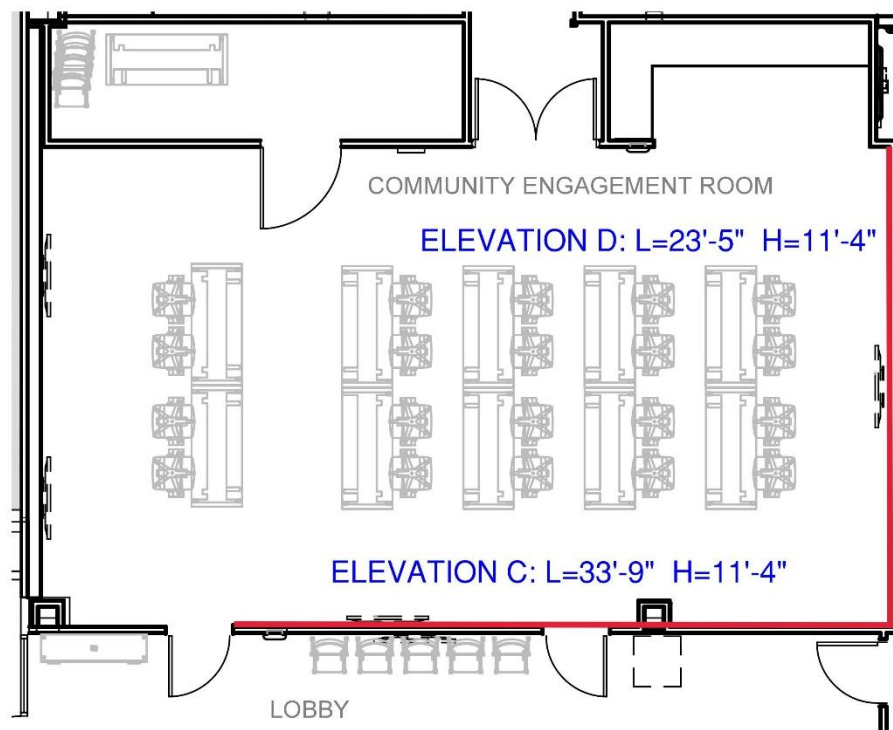 COMMUNITY ENGAGEMENT ROOM
ELEVATION D: L=23'-5"  H=11'-4"
ELEVATION C: L=33'-9"  H=11'-4"
LOBBY